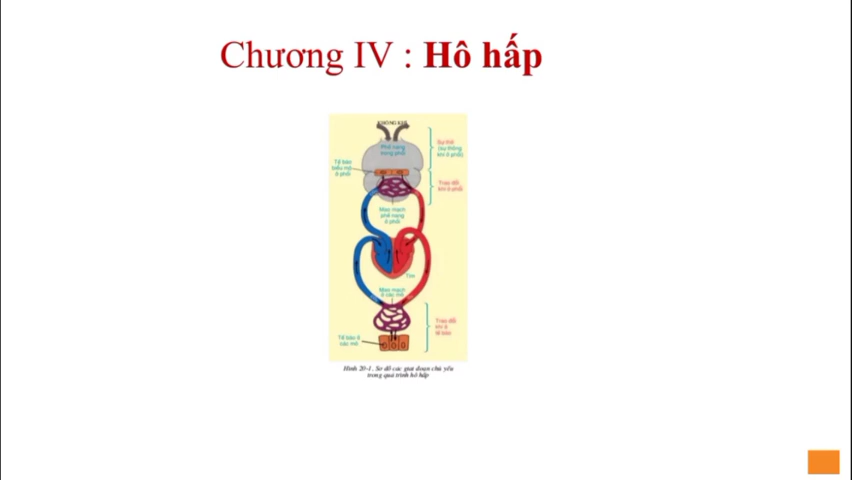 Chương IV : Hô hấp
KHÔNG KHÍ
Phế nang
trong phổi
Sự thở
(sự thông
khí ở phổi)
Tế bào
biểu mô
ở phổi
Trao đổi
khí ở phổi
Mao mạch
phế nang
ở phổi
Tim
Mao mạch
ở các mô
Trao đổi
khí ở
tế bào
Tế bào ở
các mô
Hình 20-1. Sơ đồ các giai đoạn chủ yếu
trong quá trình hô hấp